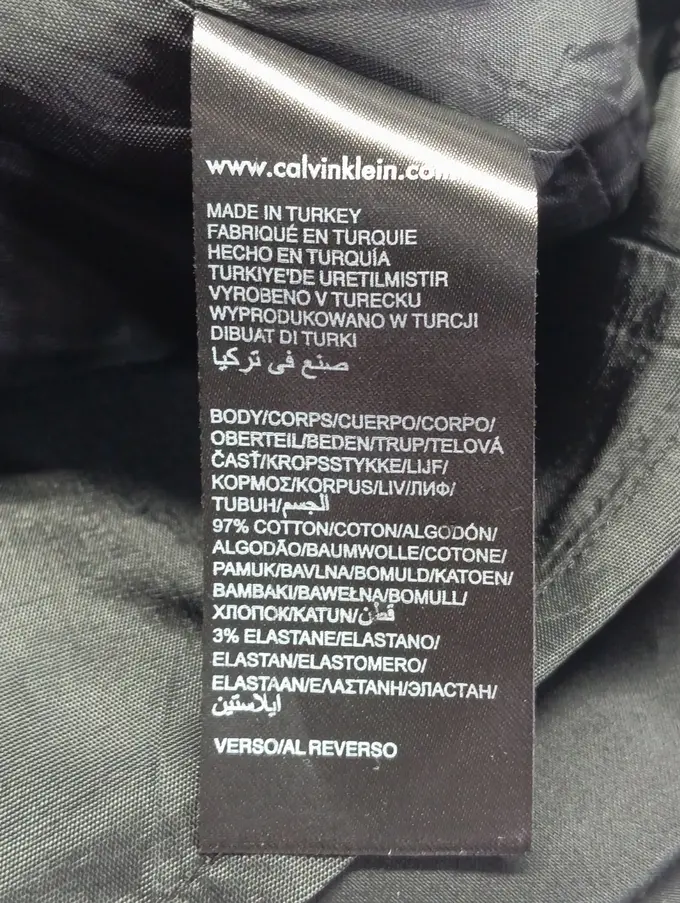 www.calvinklein.com
MADE IN TURKEY
FABRIQUÉ EN TURQUIE
HECHO EN TURQUÍA
TURKIYE'DE URETILMISTIR
VYROBENO V TURECKU
WYPRODUKOWANO W TURCJI
DIBUAT DI TURKI
صنع في تركيا
BODY/CORPS/CUERPO/CORPO/
OBERTEIL/BEDEN/TRUP/TELOVÁ
ČASŤ/KROPSSTYKKE/LIJF/
ΚΟΡΜΟΣ/KORPUS/LIV/ЛИФ/
TUBUH/الجسم
97% COTTON/COTON/ALGODÓN/
ALGODÃO/BAUMWOLLE/COTONE/
PAMUK/BAVLNA/BOMULD/KATOEN/
BAMBAKI/BAWEŁNA/BOMULL/
ХЛОПОК/KATUN/قطن
3% ELASTANE/ELASTANO/
ELASTAN/ELASTOMERO/
ELASTAAN/ΕΛΑΣΤΑΝΗ/ЭЛАСТАН/
ايلاستين
VERSO/AL REVERSO